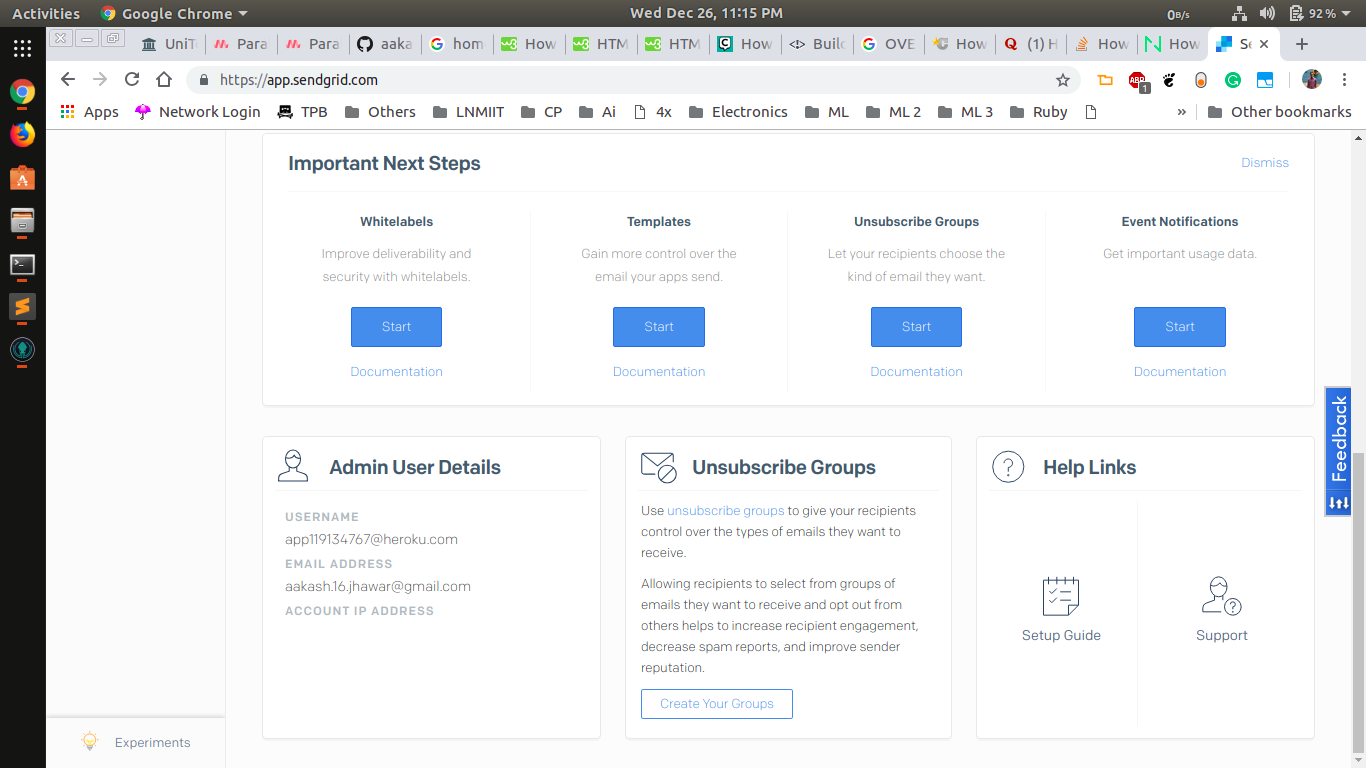 Activities Google Chrome Wed Dec 26, 11:15 PM 0B/s 92 %
UniT Para Para aaka hom How HTM HTM How Build OVE How (1) H How How Se
https://app.sendgrid.com ABP 1
Apps Network Login TPB Others LNMIIT CP Ai 4x Electronics ML ML 2 ML 3 Ruby » Other bookmarks
Important Next Steps Dismiss
Whitelabels Templates Unsubscribe Groups Event Notifications
Improve deliverability and Gain more control over the Let your recipients choose the Get important usage data.
security with whitelabels. email your apps send. kind of email they want.
Start Start Start Start
Documentation Documentation Documentation Documentation
Feedback
Admin User Details Unsubscribe Groups Help Links
USERNAME
app119134767@heroku.com
EMAIL ADDRESS
aakash.16.jhawar@gmail.com
ACCOUNT IP ADDRESS
Use unsubscribe groups to give your recipients
control over the types of emails they want to
receive.
Allowing recipients to select from groups of
emails they want to receive and opt out from
others helps to increase recipient engagement,
decrease spam reports, and improve sender
reputation.
Create Your Groups
Setup Guide Support
Experiments